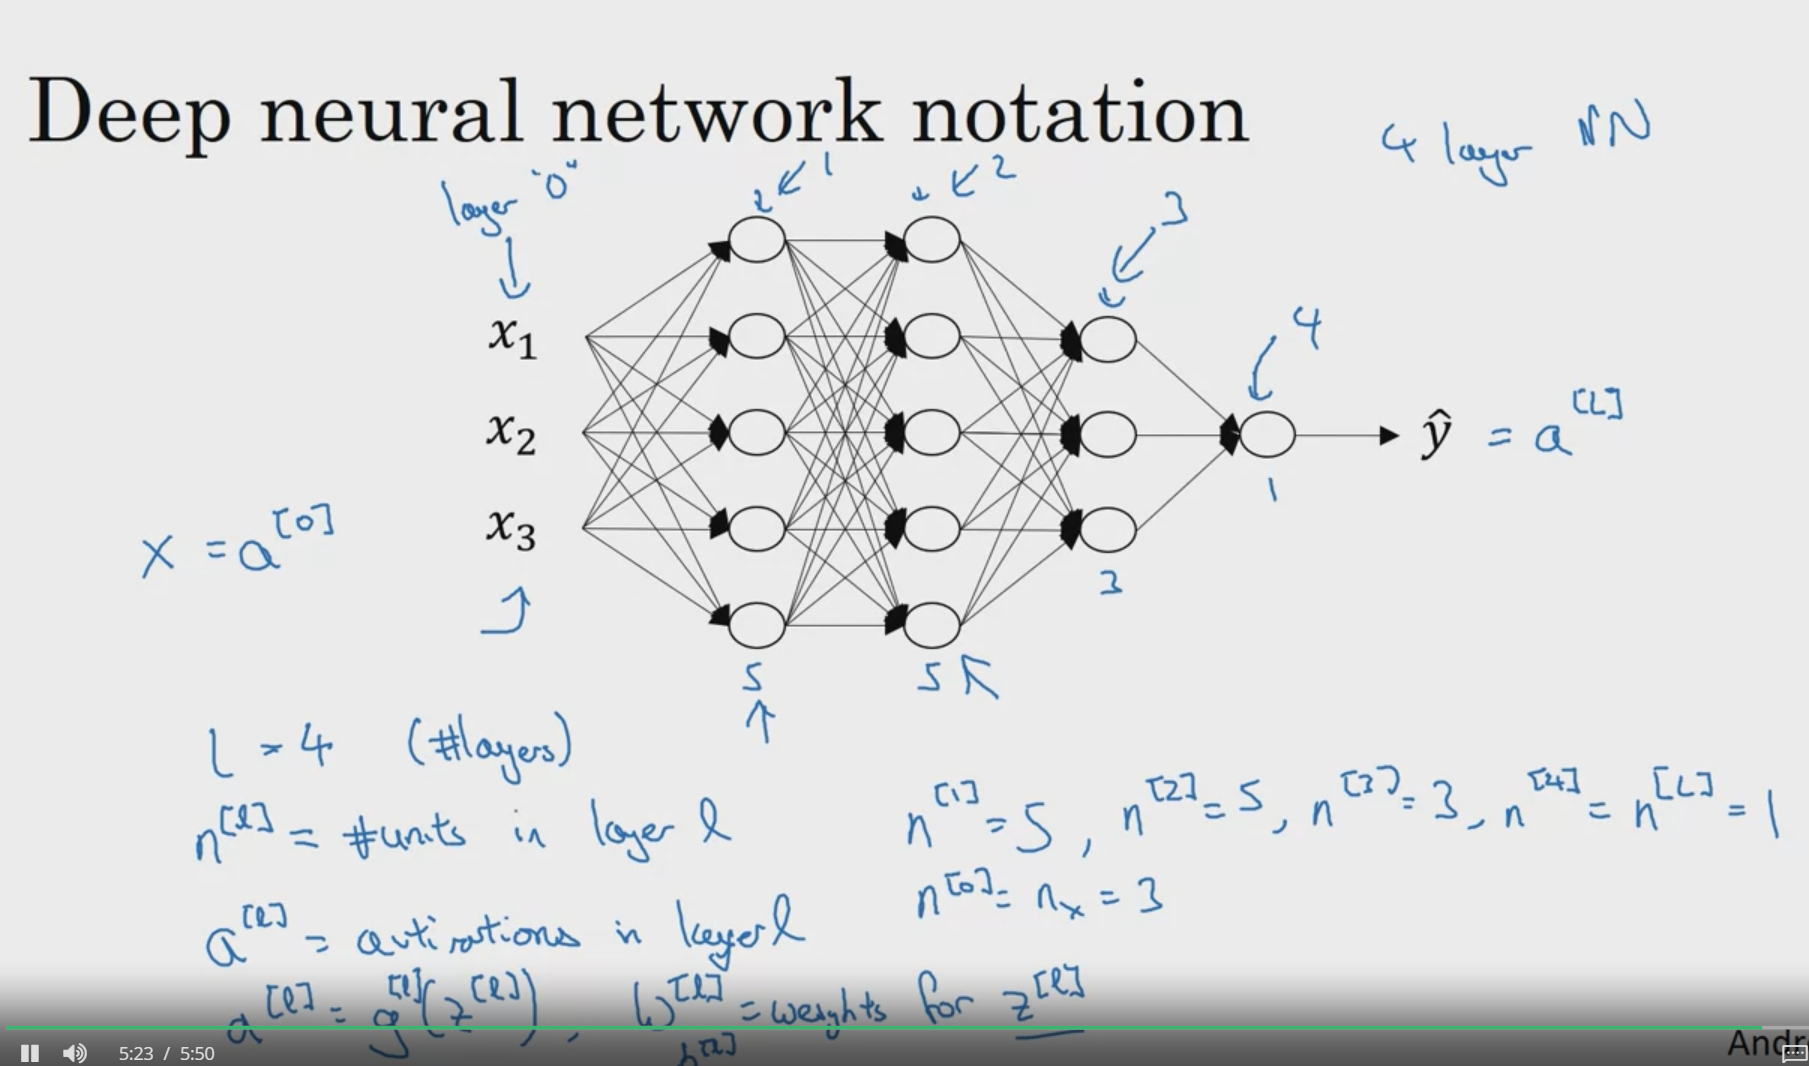 Deep neural network notation
4 layer NN
layer "0"
1
2
3
4
x₁
x₂
x₃
X = a^[0]
ŷ = a^[L]
5
5
3
1
L = 4 (#layers)
n^[l] = #units in layer l
n^[1] = 5, n^[2] = 5, n^[3] = 3, n^[4] = n^[L] = 1
n^[0] = nₓ = 3
a^[l] = activations in layer l
a^[l] = g^[l](z^[l]), W^[l] = weights for z^[l]
b^[l]
5:23 / 5:50
Andr